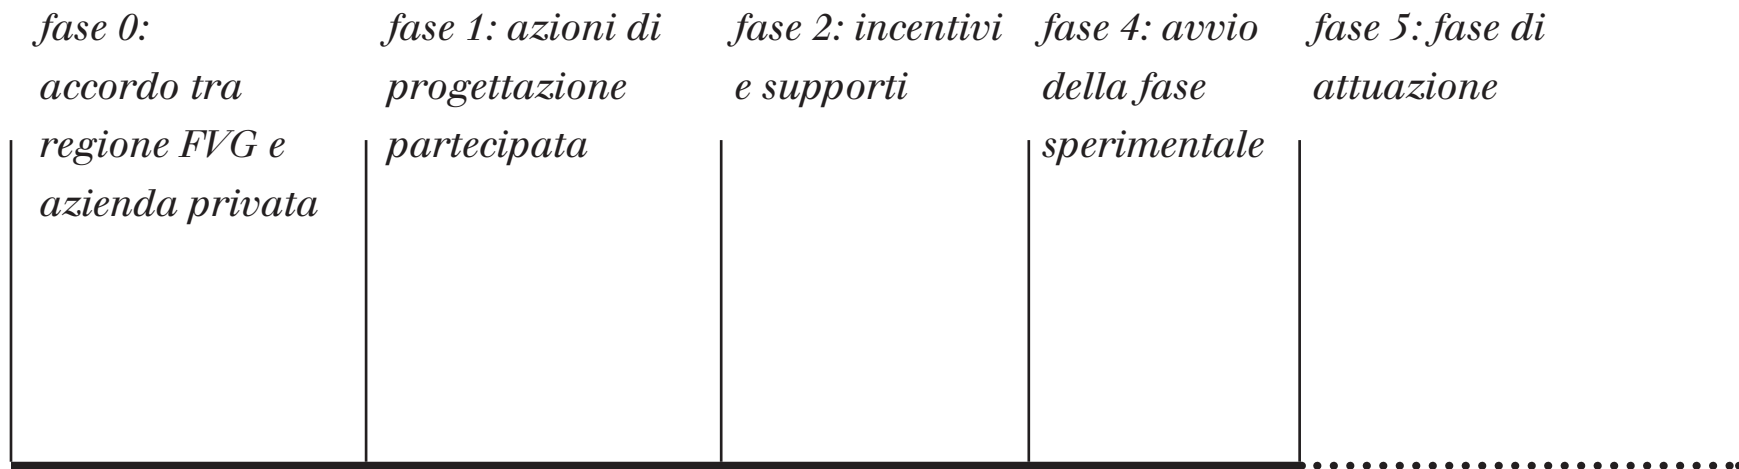 fase 0:
accordo tra
regione FVG e
azienda privata
fase 1: azioni di
progettazione
partecipata
fase 2: incentivi
e supporti
fase 4: avvio
della fase
sperimentale
fase 5: fase di
attuazione